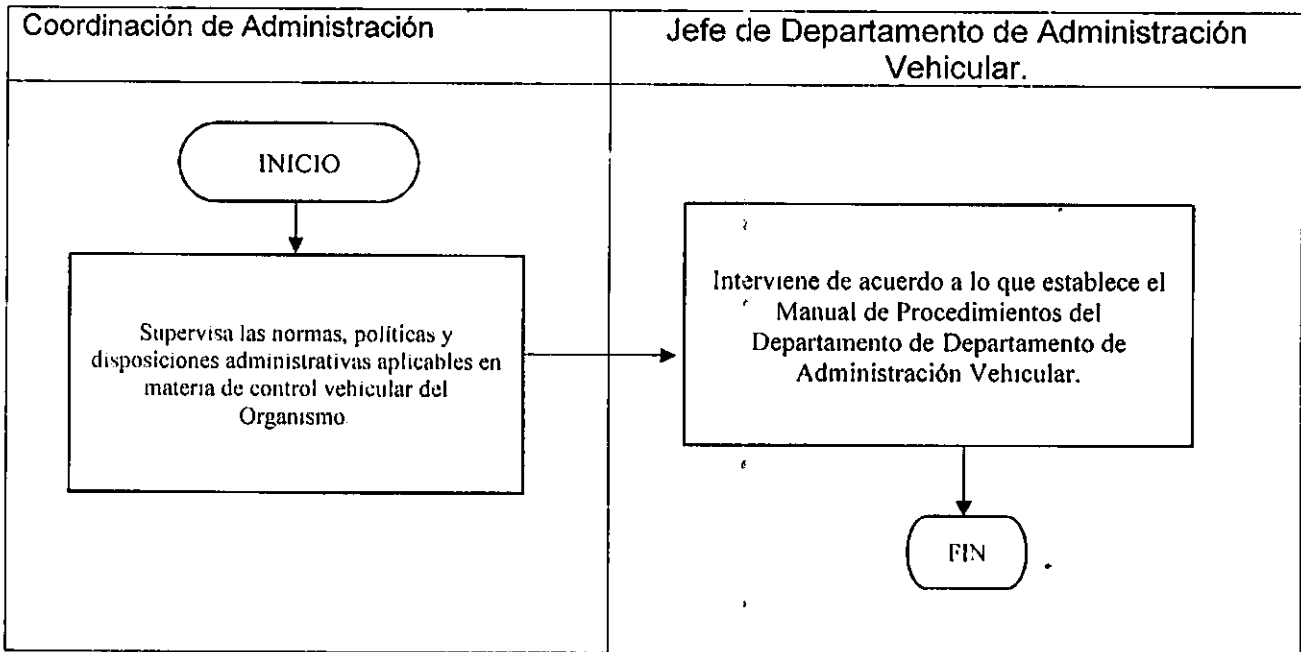 Coordinación de Administración
Jefe de Departamento de Administración
Vehicular.
INICIO
Supervisa las normas, políticas y
disposiciones administrativas aplicables en
materia de control vehicular del
Organismo
Interviene de acuerdo a lo que establece el
Manual de Procedimientos del
Departamento de Departamento de
Administración Vehicular.
FIN